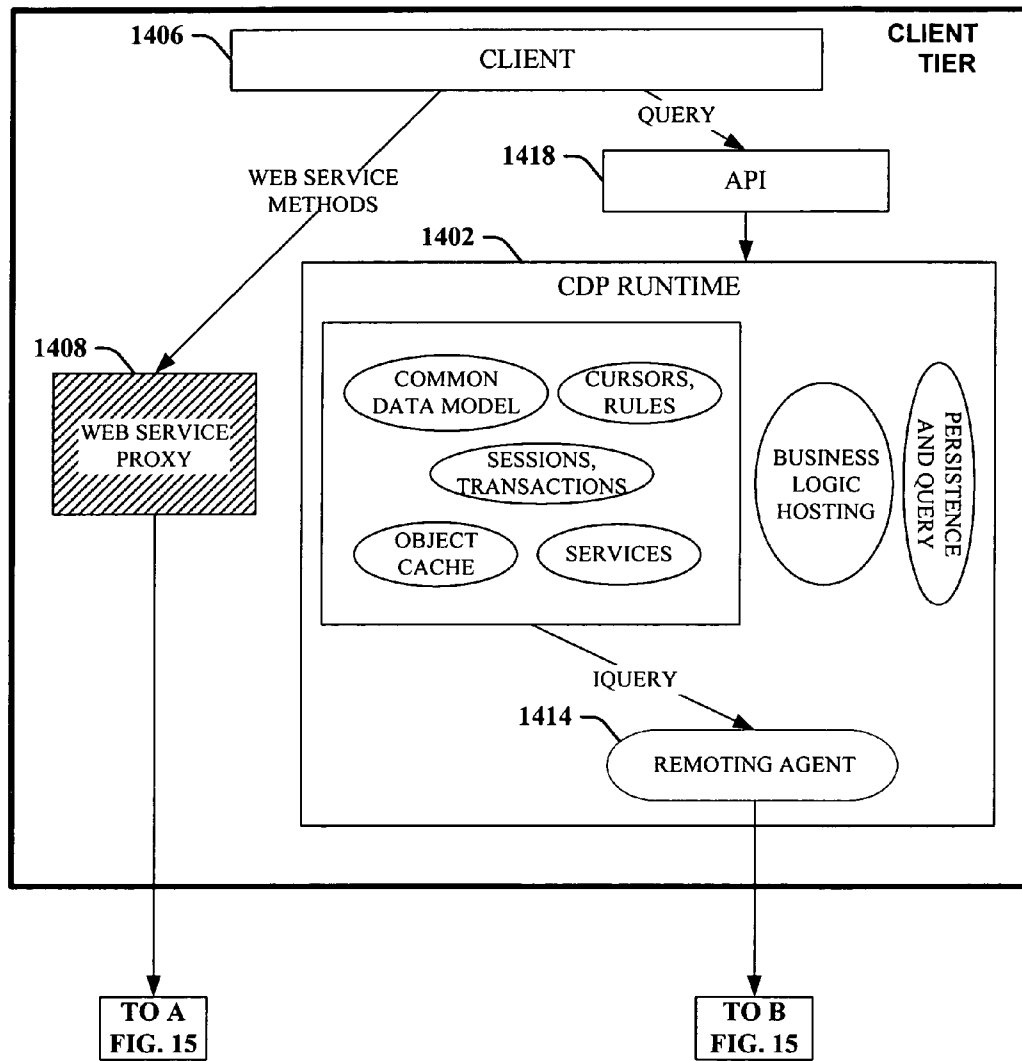 1406
CLIENT
CLIENT
TIER
QUERY
1418
API
WEB SERVICE
METHODS
1402
CDP RUNTIME
1408
WEB SERVICE
PROXY
COMMON
DATA MODEL
CURSORS,
RULES
SESSIONS,
TRANSACTIONS
OBJECT
CACHE
SERVICES
BUSINESS
LOGIC
HOSTING
PERSISTENCE
AND QUERY
IQUERY
1414
REMOTING AGENT
TO A
FIG. 15
TO B
FIG. 15